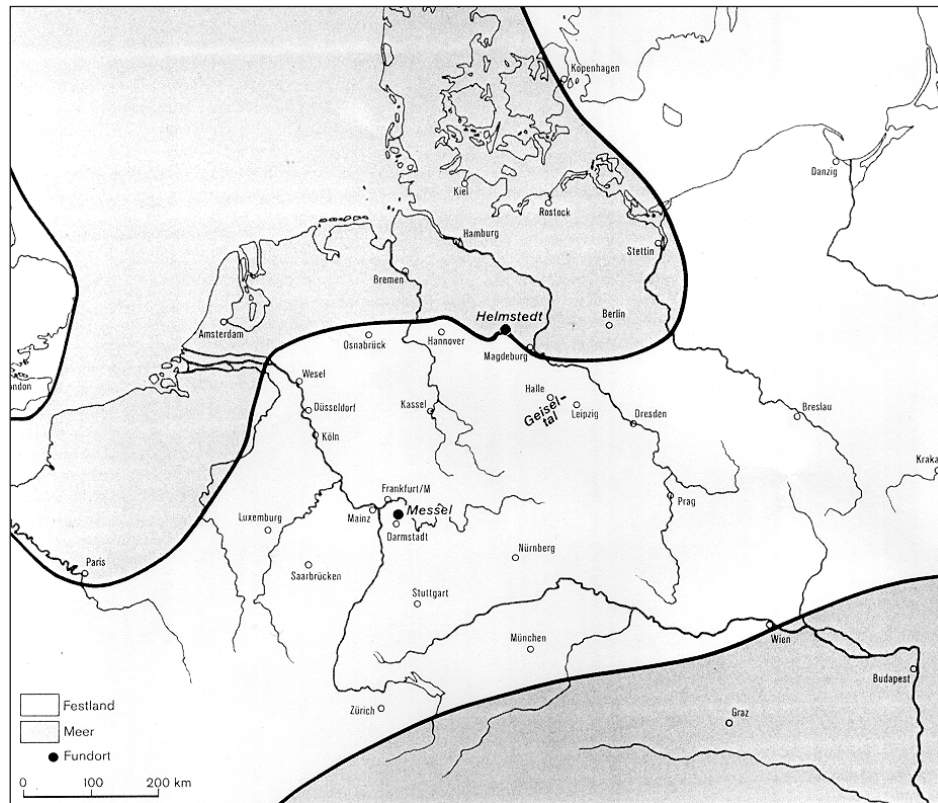 Kopenhagen
Danzig
Kiel
Rostock
Hamburg
Stettin
Bremen
Helmstedt
Berlin
Amsterdam
Osnabrück
Hannover
Magdeburg
ondon
Wesel
Halle
Düsseldorf
Kassel
Geisel-
tal
Leipzig
Dresden
Breslau
Köln
Kraka
Frankfurt/M
Prag
Mainz
Messel
Luxemburg
Darmstadt
Nürnberg
Paris
Saarbrücken
Stuttgart
Wien
München
Budapest
Festland
Zürich
Graz
Meer
Fundort
0 100 200 km